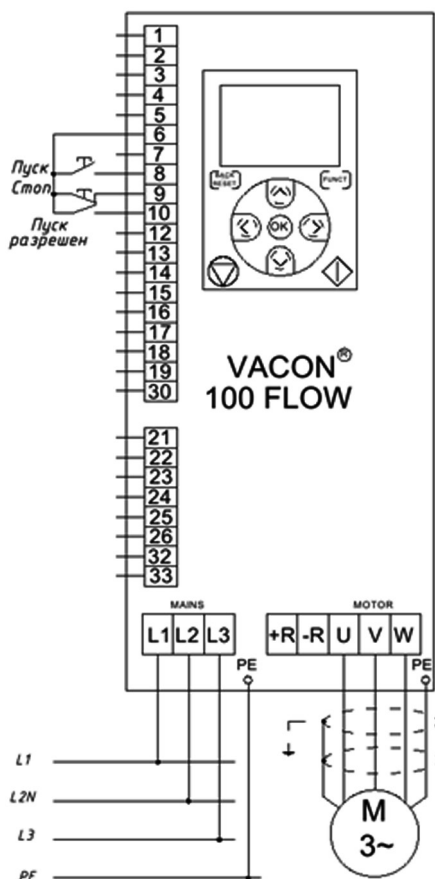 1
2
3
4
5
6
7
8
9
10
12
13
14
15
16
17
18
19
30
Пуск
Стоп
Пуск
разрешен
BACK RESET
FUNCT
OK
VACON®
100 FLOW
21
22
23
24
25
26
32
33
MAINS
MOTOR
L1 L2 L3
+R -R U V W
PE
PE
L1
L2N
L3
PE
M
3~